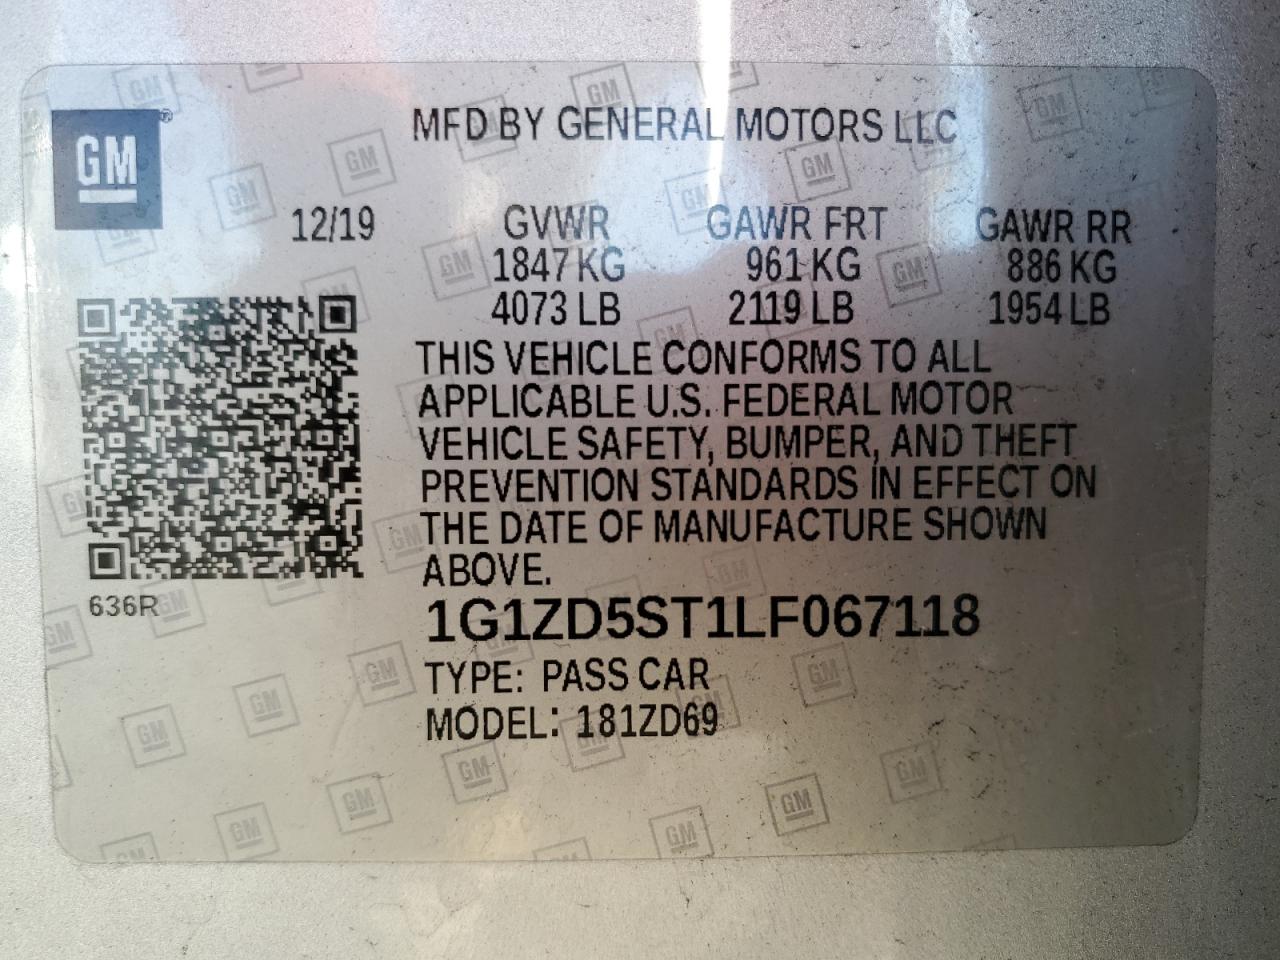 GM
MFD BY GENERAL MOTORS LLC
12/19 GVWR GAWR FRT GAWR RR
1847 KG 961 KG 886 KG
4073 LB 2119 LB 1954 LB
THIS VEHICLE CONFORMS TO ALL
APPLICABLE U.S. FEDERAL MOTOR
VEHICLE SAFETY, BUMPER, AND THEFT
PREVENTION STANDARDS IN EFFECT ON
THE DATE OF MANUFACTURE SHOWN
ABOVE.
636R
1G1ZD5ST1LF067118
TYPE: PASS CAR
MODEL: 181ZD69